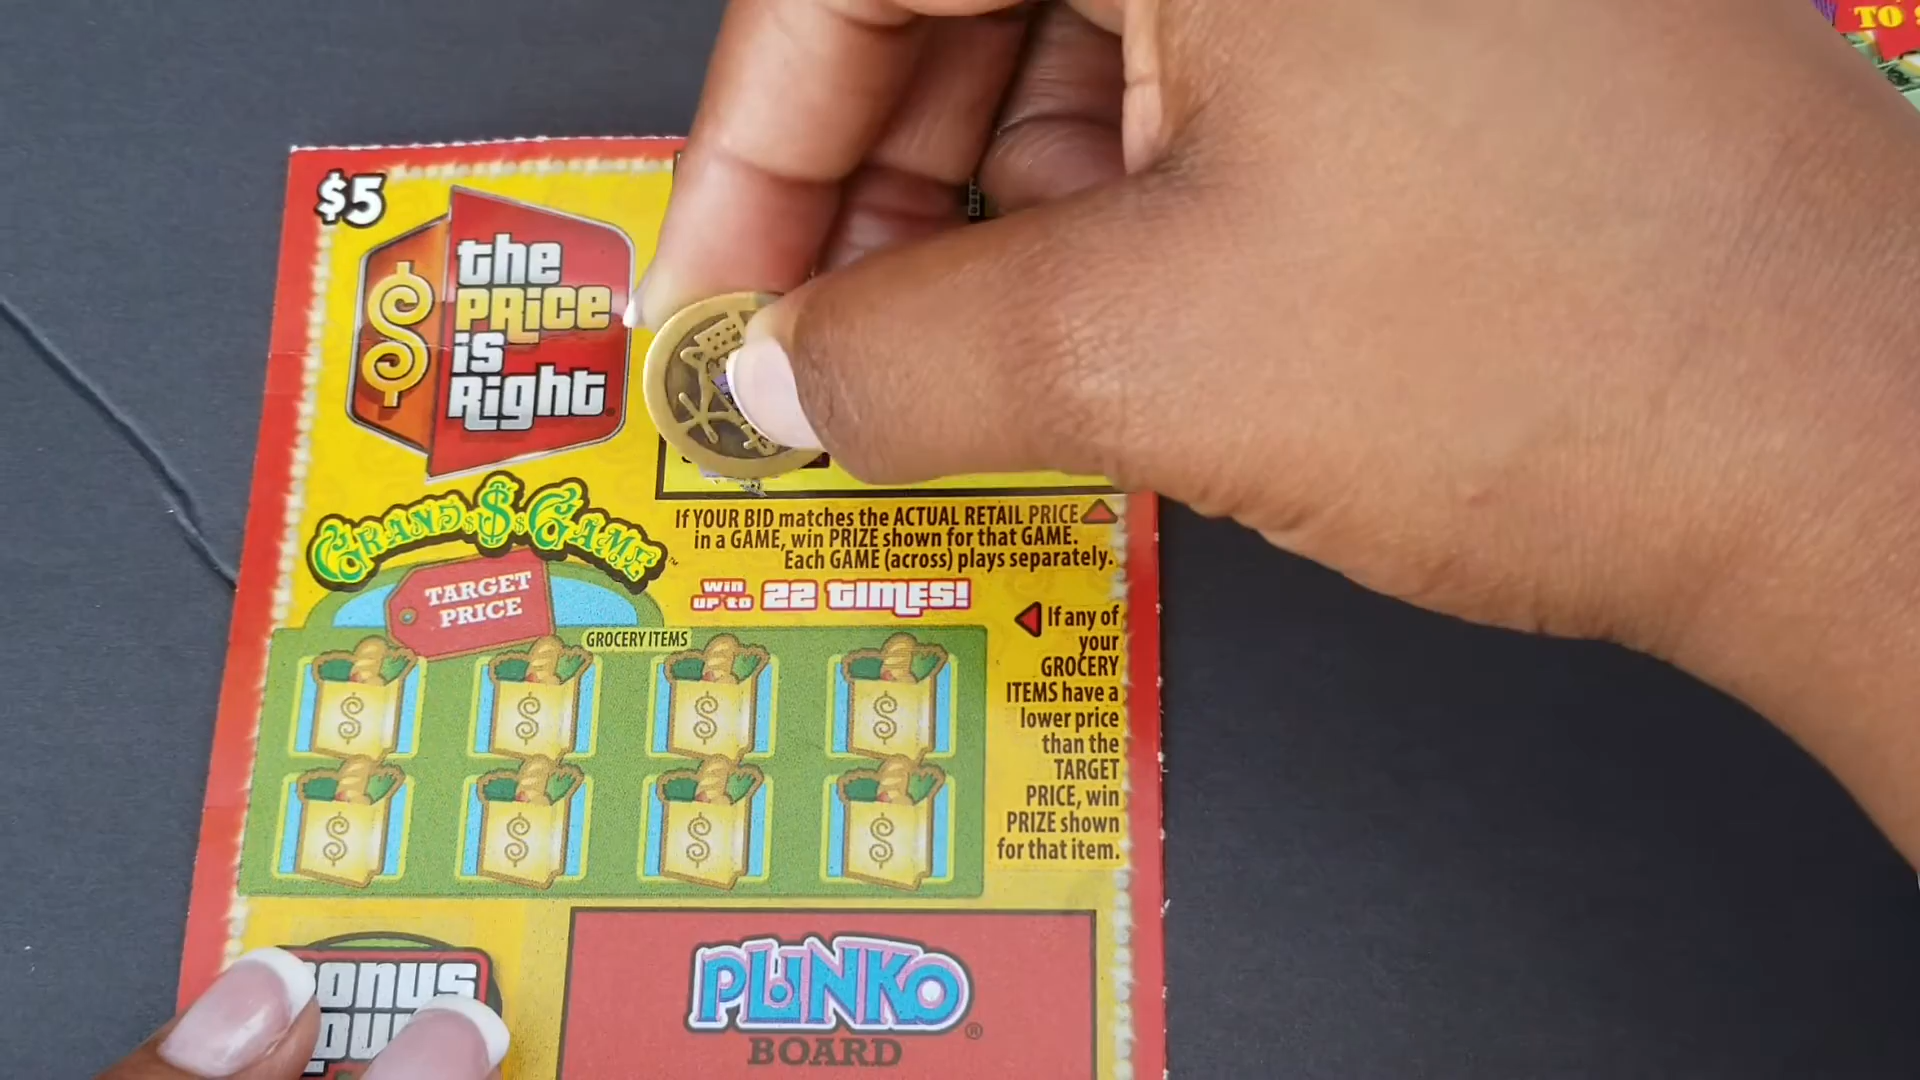 TO
$5
the
PRICE
is
Right
GRAND GAME™
TARGET
PRICE
GROCERY ITEMS
If YOUR BID matches the ACTUAL RETAIL PRICE
in a GAME, win PRIZE shown for that GAME.
Each GAME (across) plays separately.
WIN
UP TO 22 TIMES!
If any of
your
GROCERY
ITEMS have a
lower price
than the
TARGET
PRICE, win
PRIZE shown
for that item.
PLINKO®
BOARD